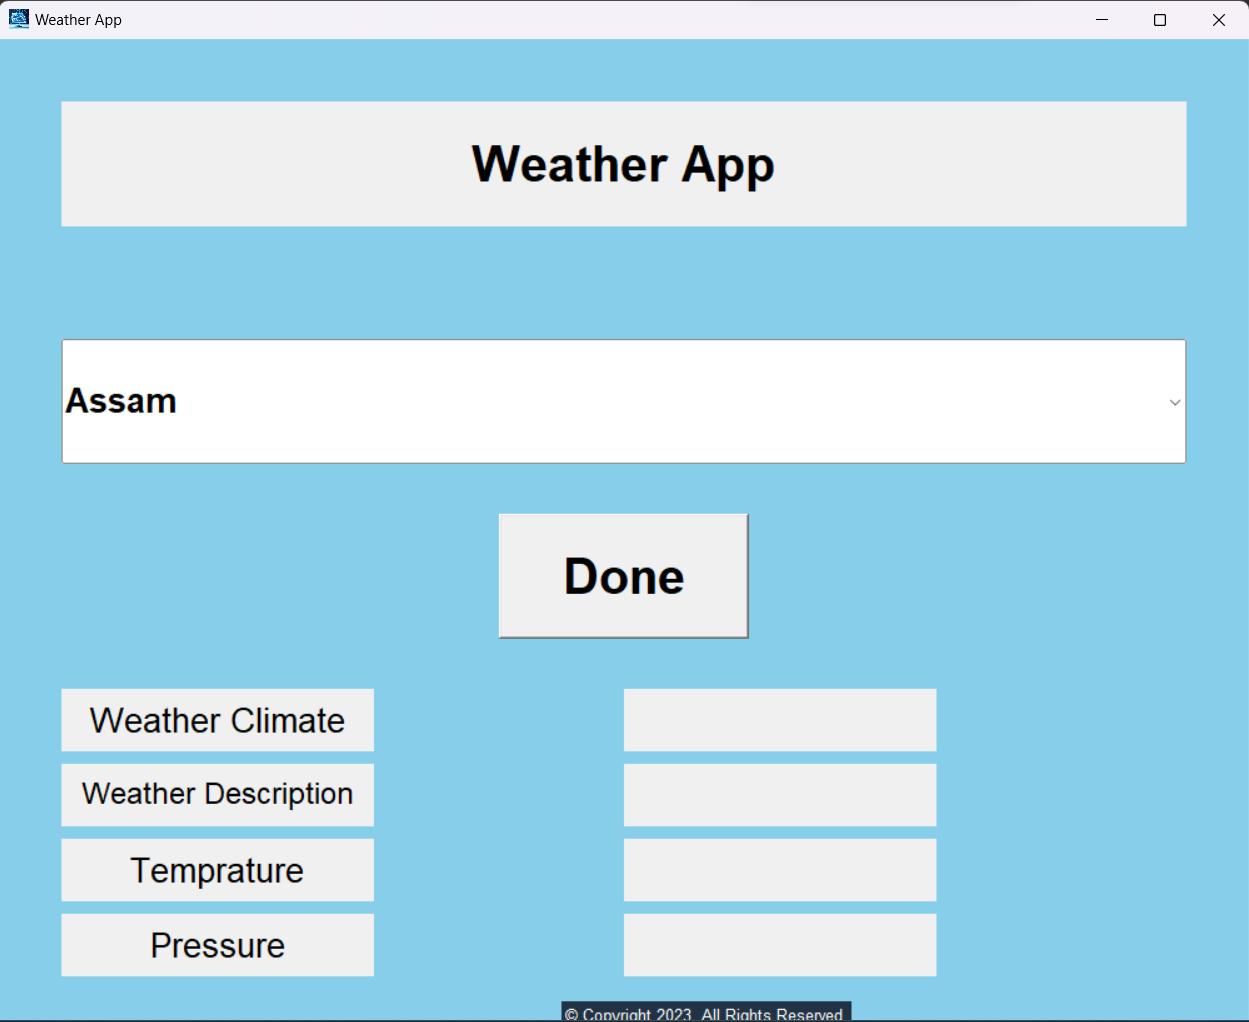 Weather App
Weather App
Assam
Done
Weather Climate
Weather Description
Temprature
Pressure
© Copyright 2023. All Rights Reserved.